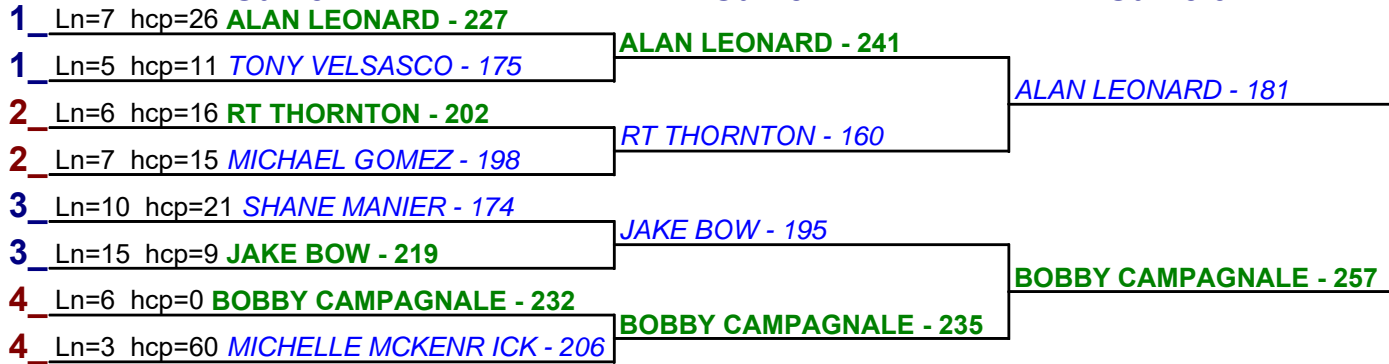 1_ Ln=7 hcp=26 ALAN LEONARD - 227
ALAN LEONARD - 241
1_ Ln=5 hcp=11 TONY VELSASCO - 175
ALAN LEONARD - 181
2_ Ln=6 hcp=16 RT THORNTON - 202
RT THORNTON - 160
2_ Ln=7 hcp=15 MICHAEL GOMEZ - 198
3_ Ln=10 hcp=21 SHANE MANIER - 174
JAKE BOW - 195
3_ Ln=15 hcp=9 JAKE BOW - 219
BOBBY CAMPAGNALE - 257
4_ Ln=6 hcp=0 BOBBY CAMPAGNALE - 232
BOBBY CAMPAGNALE - 235
4_ Ln=3 hcp=60 MICHELLE MCKENR ICK - 206